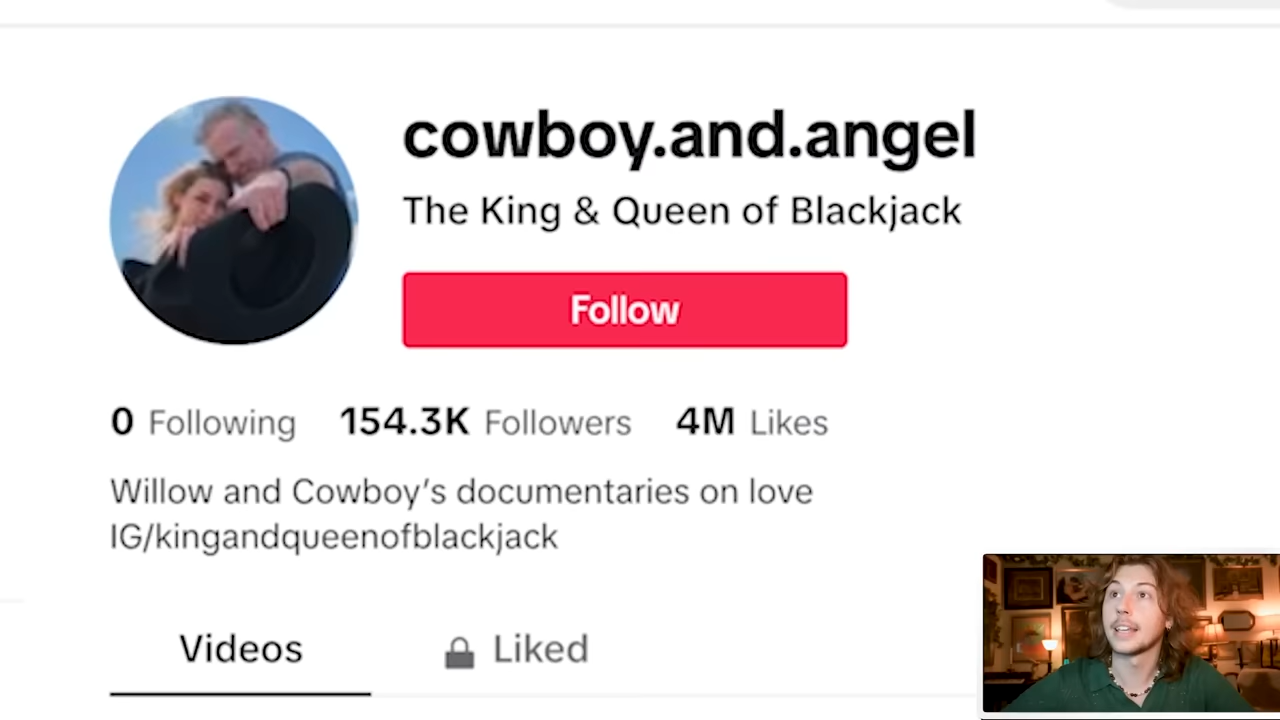 cowboy.and.angel
The King & Queen of Blackjack
Follow
0 Following 154.3K Followers 4M Likes
Willow and Cowboy’s documentaries on love
IG/kingandqueenofblackjack
Videos Liked